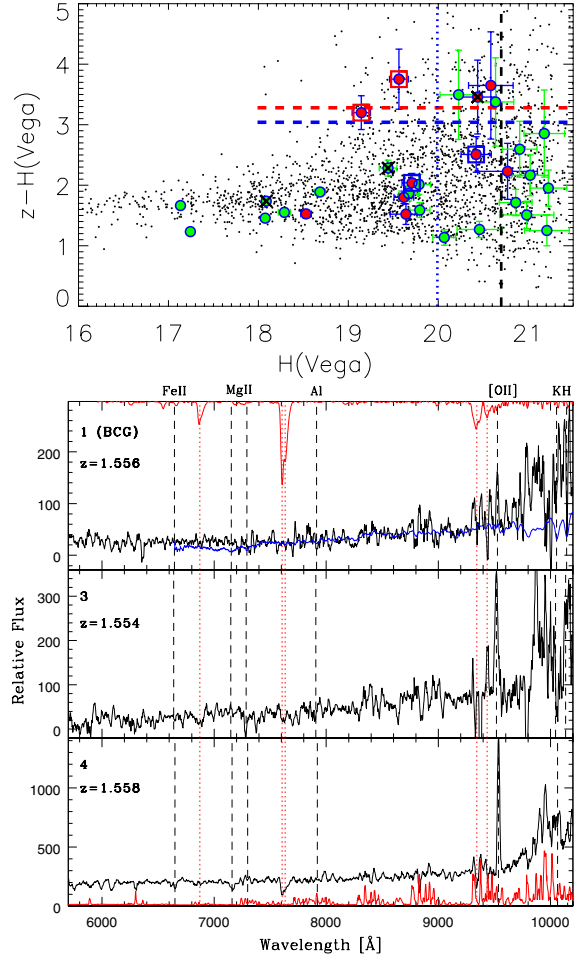 5
4
3
2
1
0
z−H(Vega)
16 17 18 19 20 21
H(Vega)
FeII MgII Al [OII] KH
1 (BCG)
z=1.556
200
100
0
3
z=1.554
300
200
100
0
4
z=1.558
1000
500
0
Relative Flux
6000 7000 8000 9000 10000
Wavelength [Å]